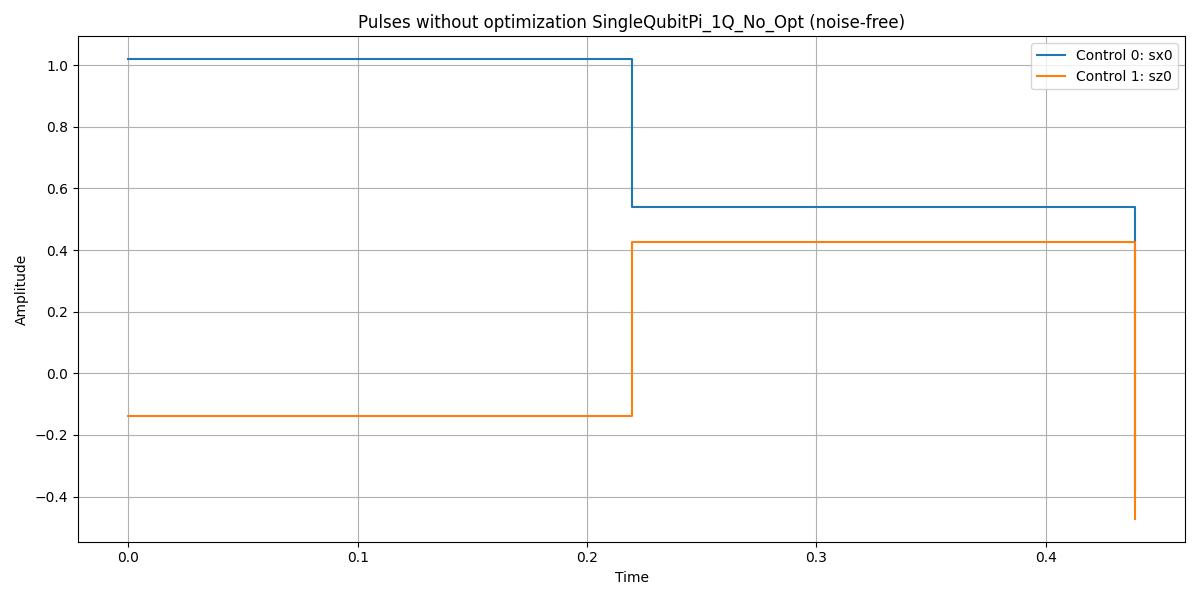 Pulses without optimization SingleQubitPi_1Q_No_Opt (noise-free)
Control 0: sx0
Control 1: sz0
Amplitude
1.0
0.8
0.6
0.4
0.2
0.0
−0.2
−0.4
0.0 0.1 0.2 0.3 0.4
Time